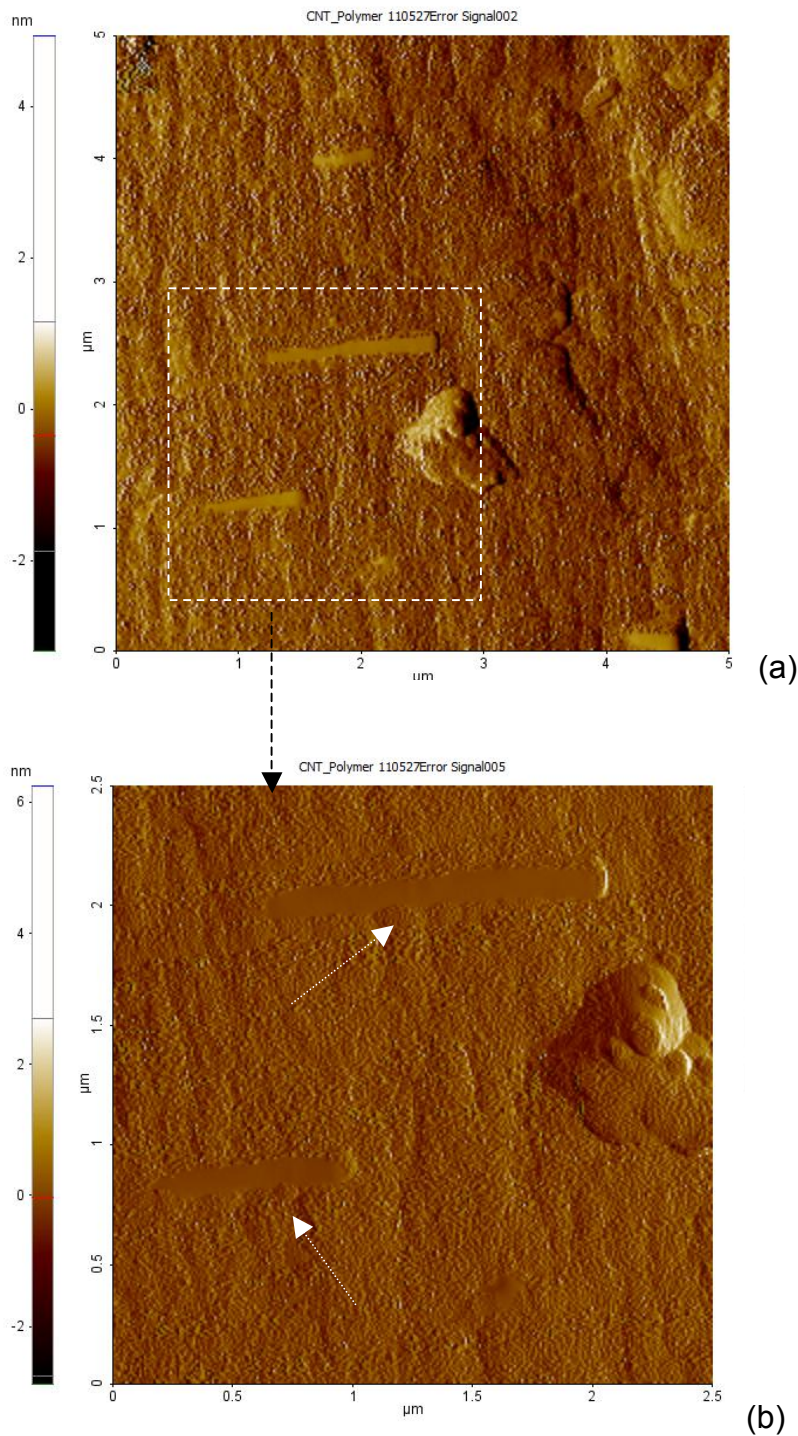 CNT_Polymer 110527Error Signal002
nm
4
2
0
-2
µm
5
4
3
2
1
0
0 1 2 3 4 5
µm
(a)
CNT_Polymer 110527Error Signal005
nm
6
4
2
0
-2
µm
2.5
2
1.5
1
0.5
0
0 0.5 1 1.5 2 2.5
µm
(b)